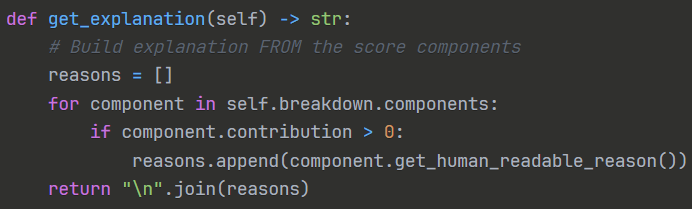 def get_explanation(self) -> str:
    # Build explanation FROM the score components
    reasons = []
    for component in self.breakdown.components:
        if component.contribution > 0:
            reasons.append(component.get_human_readable_reason())
    return "\n".join(reasons)